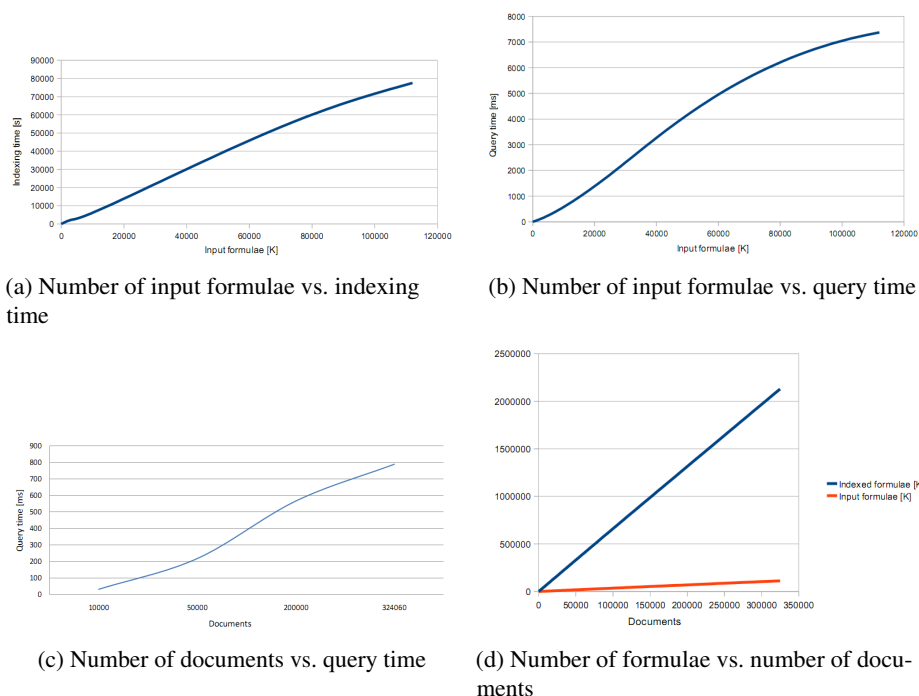 90000
80000
70000
60000
50000
40000
30000
20000
10000
0
Indexing time [s]
0 20000 40000 60000 80000 100000 120000
Input formulae [K]
(a) Number of input formulae vs. indexing
time
8000
7000
6000
5000
4000
3000
2000
1000
0
Query time [ms]
0 20000 40000 60000 80000 100000 120000
Input formulae [K]
(b) Number of input formulae vs. query time
900
800
700
600
500
400
300
200
100
0
Query time [ms]
10000 50000 200000 324060
Documents
(c) Number of documents vs. query time
2500000
2000000
1500000
1000000
500000
0
0 50000 100000 150000 200000 250000 300000 350000
Documents
Indexed formulae [K
Input formulae [K]
(d) Number of formulae vs. number of docu-
ments